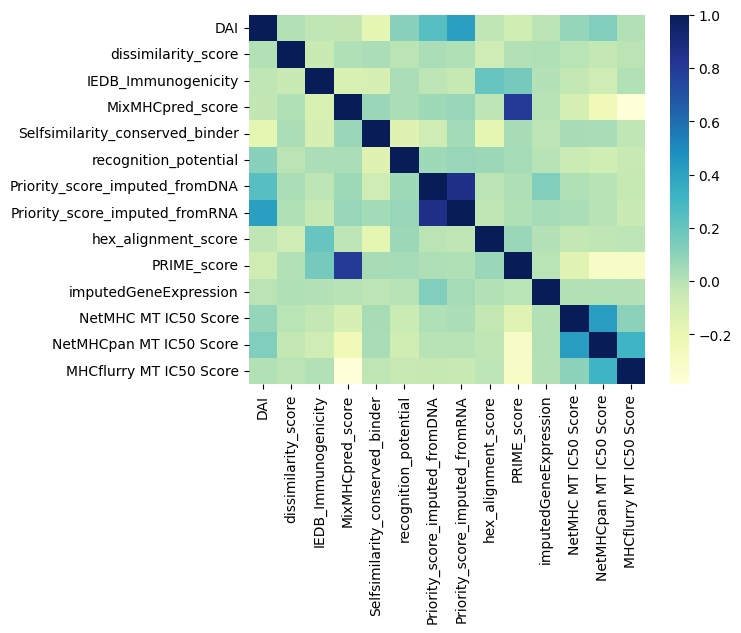 DAI
dissimilarity_score
IEDB_Immunogenicity
MixMHCpred_score
Selfsimilarity_conserved_binder
recognition_potential
Priority_score_imputed_fromDNA
Priority_score_imputed_fromRNA
hex_alignment_score
PRIME_score
imputedGeneExpression
NetMHC MT IC50 Score
NetMHCpan MT IC50 Score
MHCflurry MT IC50 Score
DAI
dissimilarity_score
IEDB_Immunogenicity
MixMHCpred_score
Selfsimilarity_conserved_binder
recognition_potential
Priority_score_imputed_fromDNA
Priority_score_imputed_fromRNA
hex_alignment_score
PRIME_score
imputedGeneExpression
NetMHC MT IC50 Score
NetMHCpan MT IC50 Score
MHCflurry MT IC50 Score
1.0
0.8
0.6
0.4
0.2
0.0
−0.2